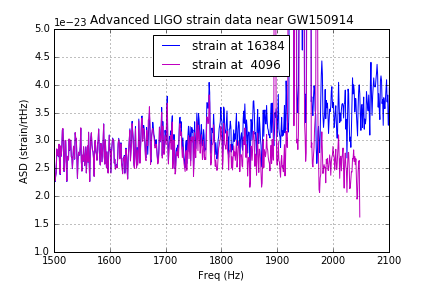 1e−23
Advanced LIGO strain data near GW150914
5.0
4.5
4.0
3.5
3.0
2.5
2.0
1.5
1.0
ASD (strain/rtHz)
strain at 16384
strain at  4096
1500 1600 1700 1800 1900 2000 2100
Freq (Hz)